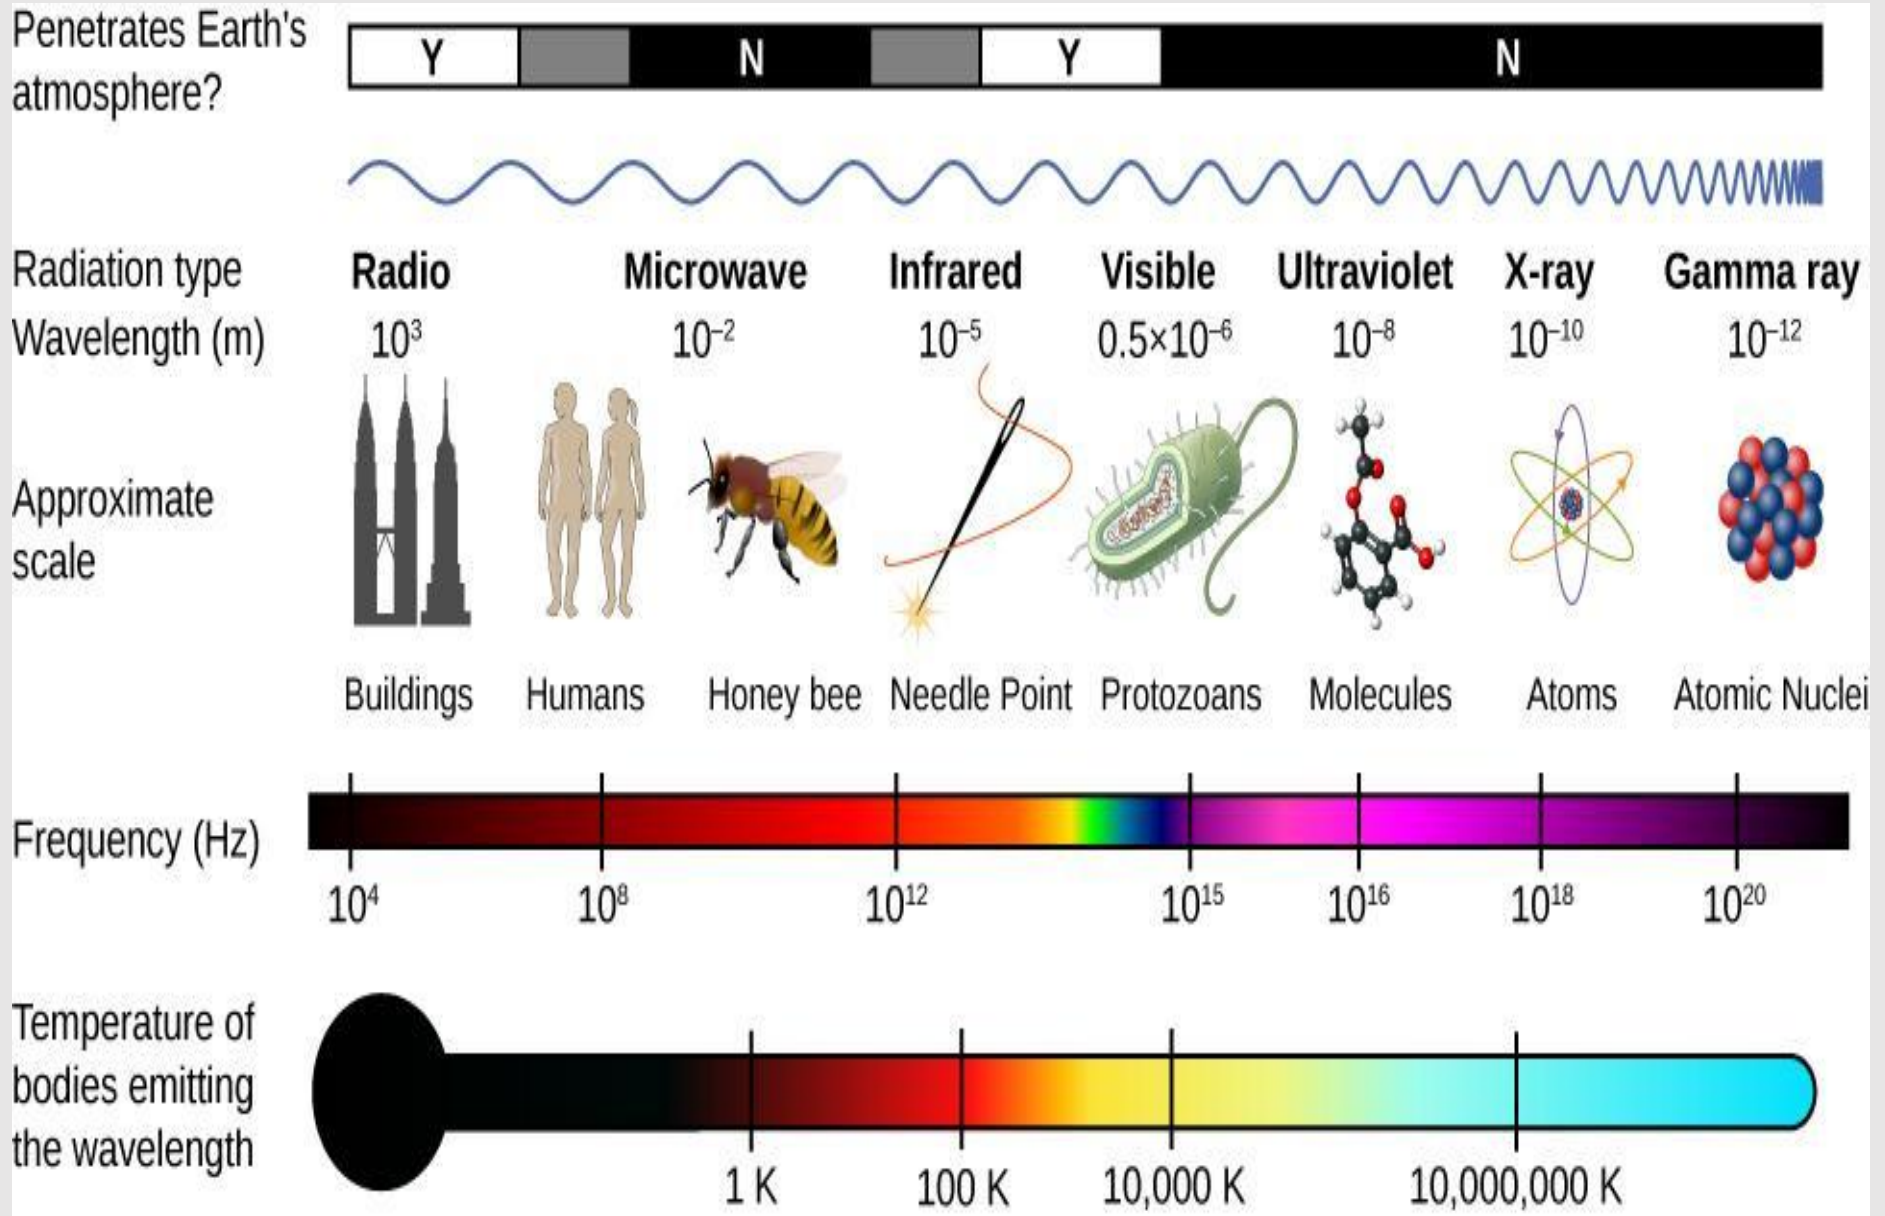 Penetrates Earth's
atmosphere?
Y N Y N
Radiation type Radio Microwave Infrared Visible Ultraviolet X-ray Gamma ray
Wavelength (m) 10³ 10⁻² 10⁻⁵ 0.5×10⁻⁶ 10⁻⁸ 10⁻¹⁰ 10⁻¹²
Approximate
scale
Buildings Humans Honey bee Needle Point Protozoans Molecules Atoms Atomic Nuclei
Frequency (Hz)
10⁴ 10⁸ 10¹² 10¹⁵ 10¹⁶ 10¹⁸ 10²⁰
Temperature of
bodies emitting
the wavelength
1 K 100 K 10,000 K 10,000,000 K